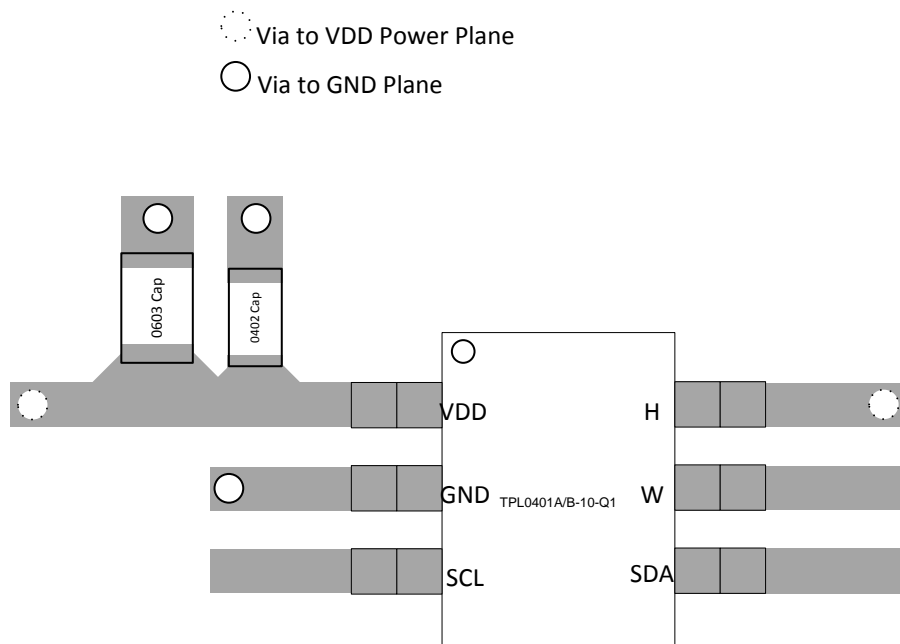 Via to VDD Power Plane
Via to GND Plane
0603 Cap
0402 Cap
VDD
H
GND
TPL0401A/B-10-Q1
W
SCL
SDA